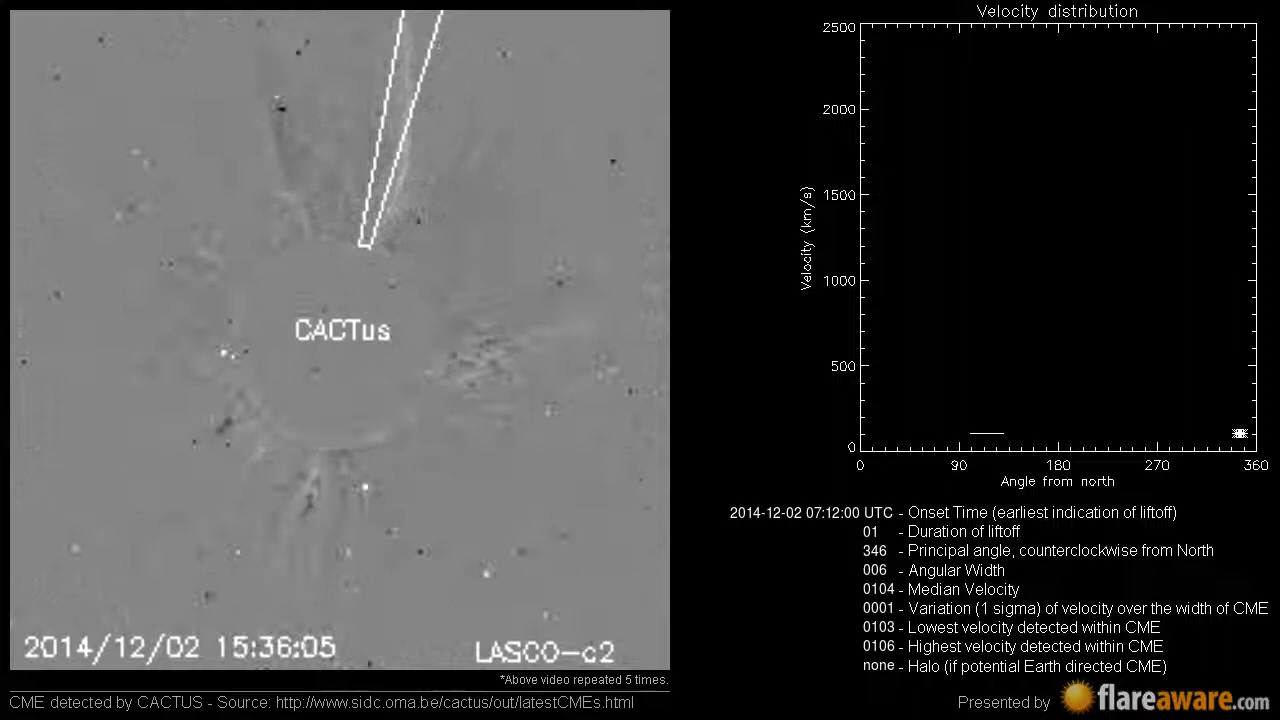 CACTus
2014/12/02 15:36:05
LASCO-c2
*Above video repeated 5 times.
CME detected by CACTUS - Source: http://www.sidc.oma.be/cactus/out/latestCMEs.html
Velocity distribution
2500
2000
1500
1000
500
0
Velocity (km/s)
0 90 180 270 360
Angle from north
2014-12-02 07:12:00 UTC - Onset Time (earliest indication of liftoff)
01 - Duration of liftoff
346 - Principal angle, counterclockwise from North
006 - Angular Width
0104 - Median Velocity
0001 - Variation (1 sigma) of velocity over the width of CME
0103 - Lowest velocity detected within CME
0106 - Highest velocity detected within CME
none - Halo (if potential Earth directed CME)
Presented by flareaware.com